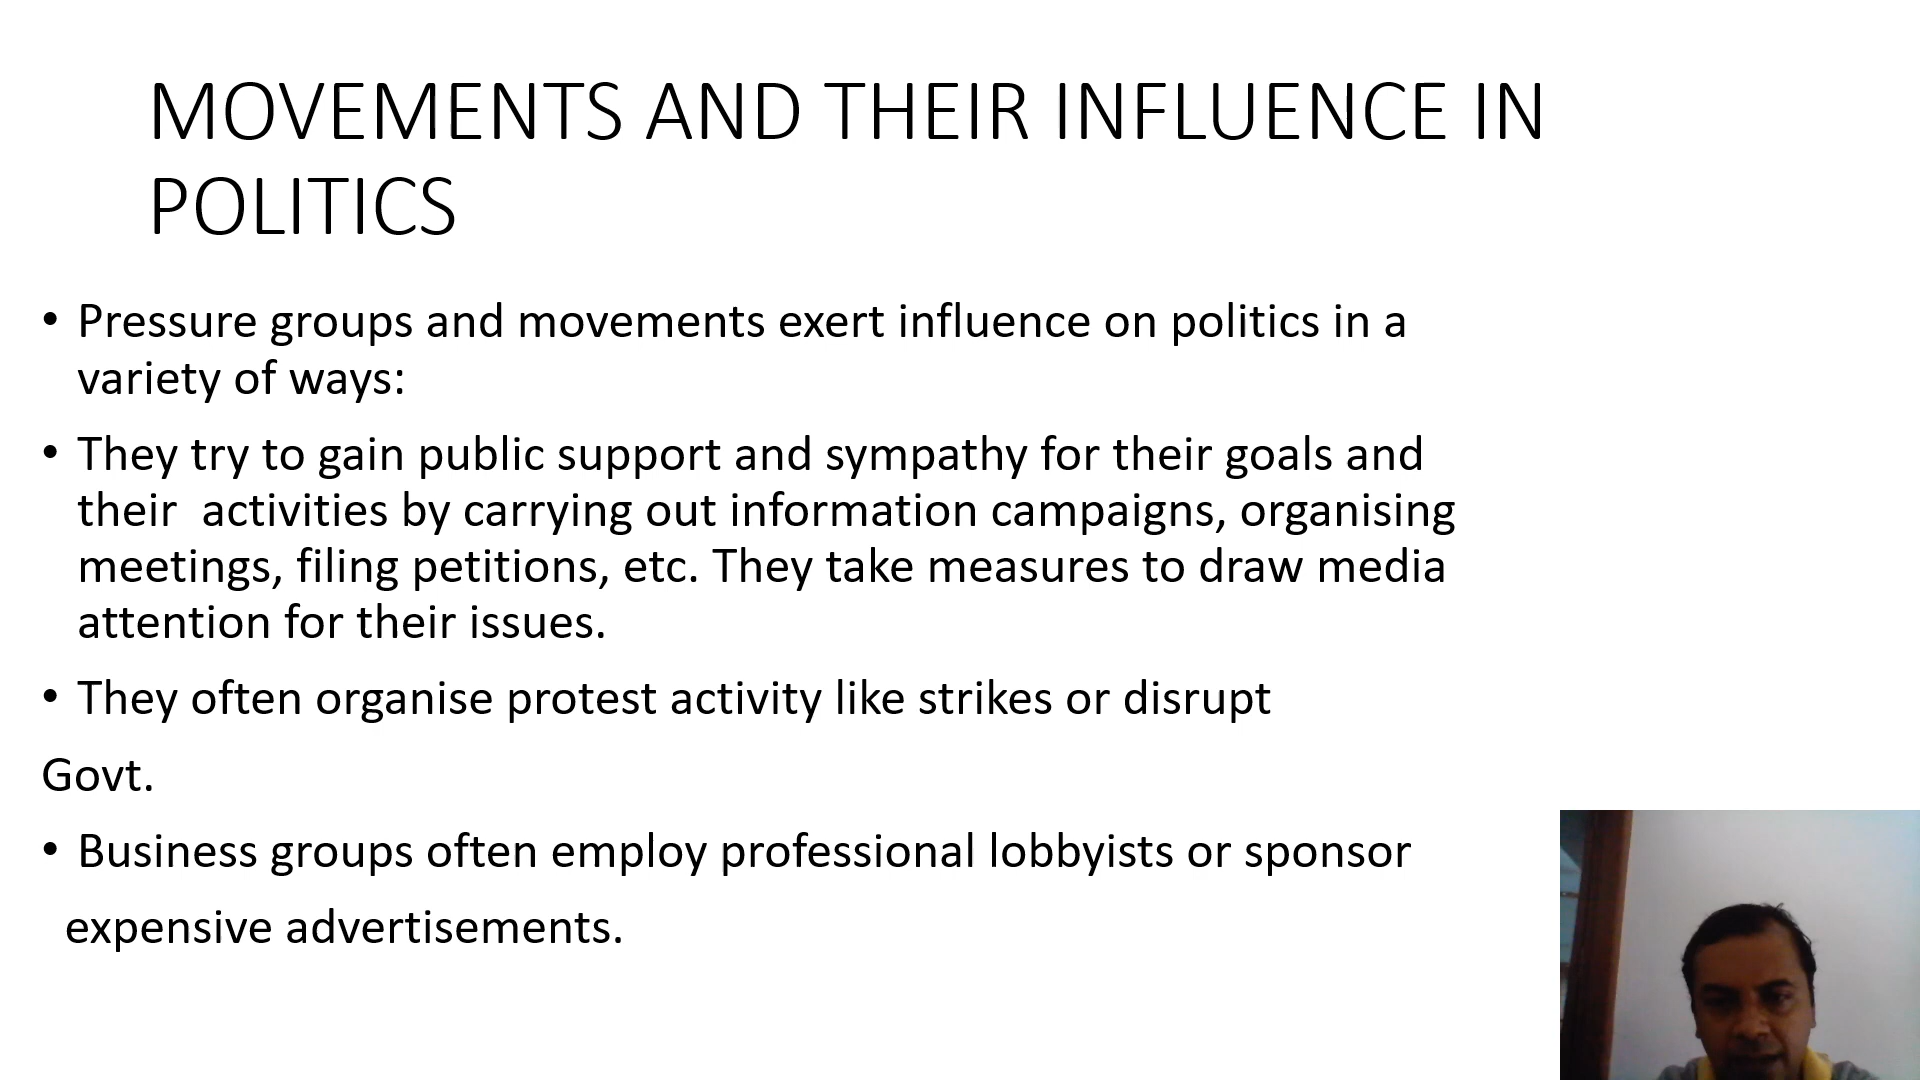 MOVEMENTS AND THEIR INFLUENCE IN
POLITICS
• Pressure groups and movements exert influence on politics in a
variety of ways:
• They try to gain public support and sympathy for their goals and
their  activities by carrying out information campaigns, organising
meetings, filing petitions, etc. They take measures to draw media
attention for their issues.
• They often organise protest activity like strikes or disrupt
Govt.
• Business groups often employ professional lobbyists or sponsor
expensive advertisements.